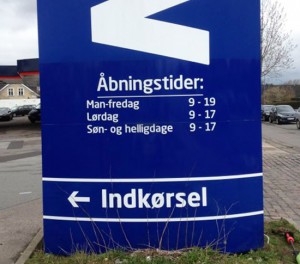 Åbningstider:
Man-fredag 9 - 19
Lørdag 9 - 17
Søn- og helligdage 9 - 17
← Indkørsel